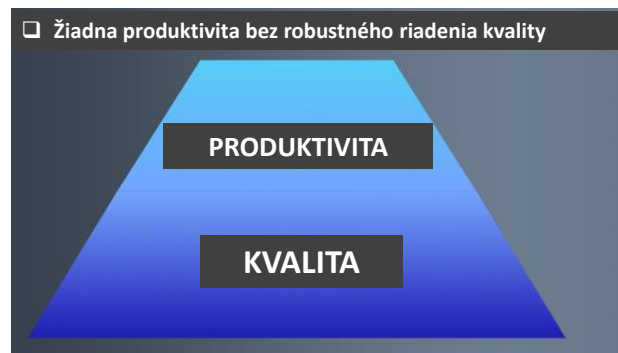 Žiadna produktivita bez robustného riadenia kvality
PRODUKTIVITA
KVALITA